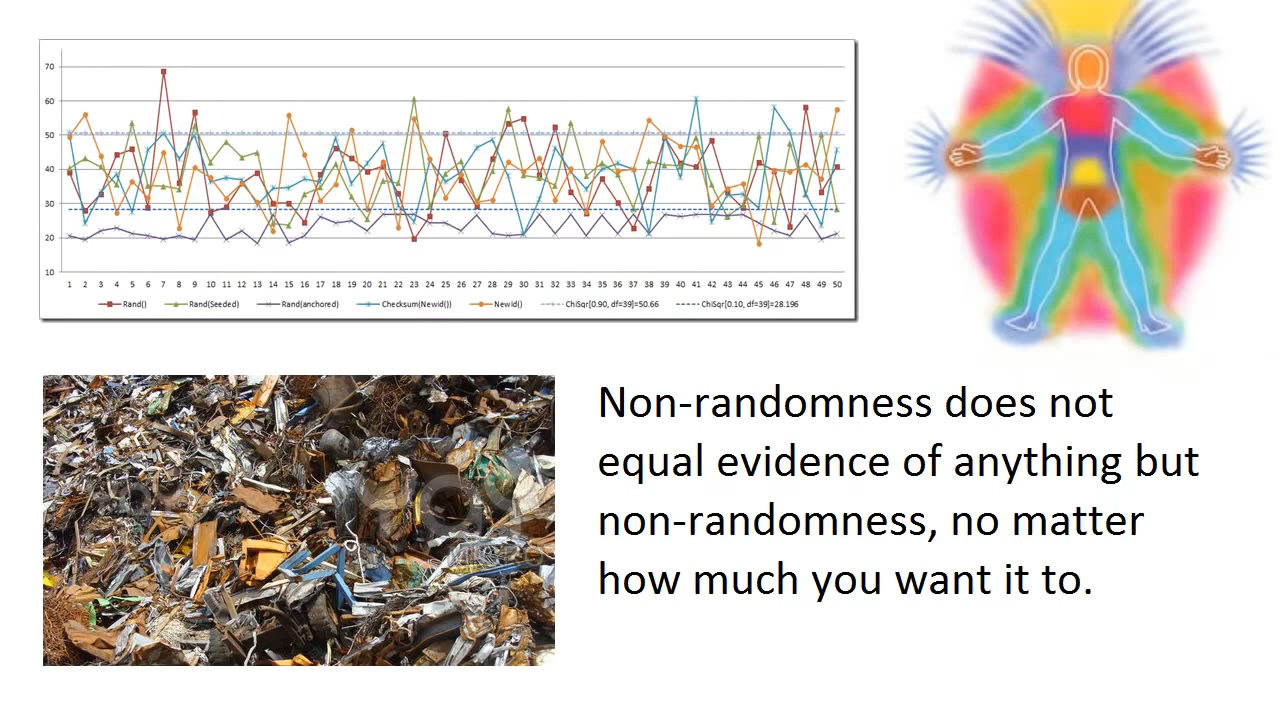 70
60
50
40
30
20
10
1 2 3 4 5 6 7 8 9 10 11 12 13 14 15 16 17 18 19 20 21 22 23 24 25 26 27 28 29 30 31 32 33 34 35 36 37 38 39 40 41 42 43 44 45 46 47 48 49 50
Rand() Rand(Seeded) Rand(anchored) Checksum(Newid()) NewId() ChiSqr[0.90, df=39]=50.66 ChiSqr[0.10, df=39]=28.196
Non-randomness does not
equal evidence of anything but
non-randomness, no matter
how much you want it to.